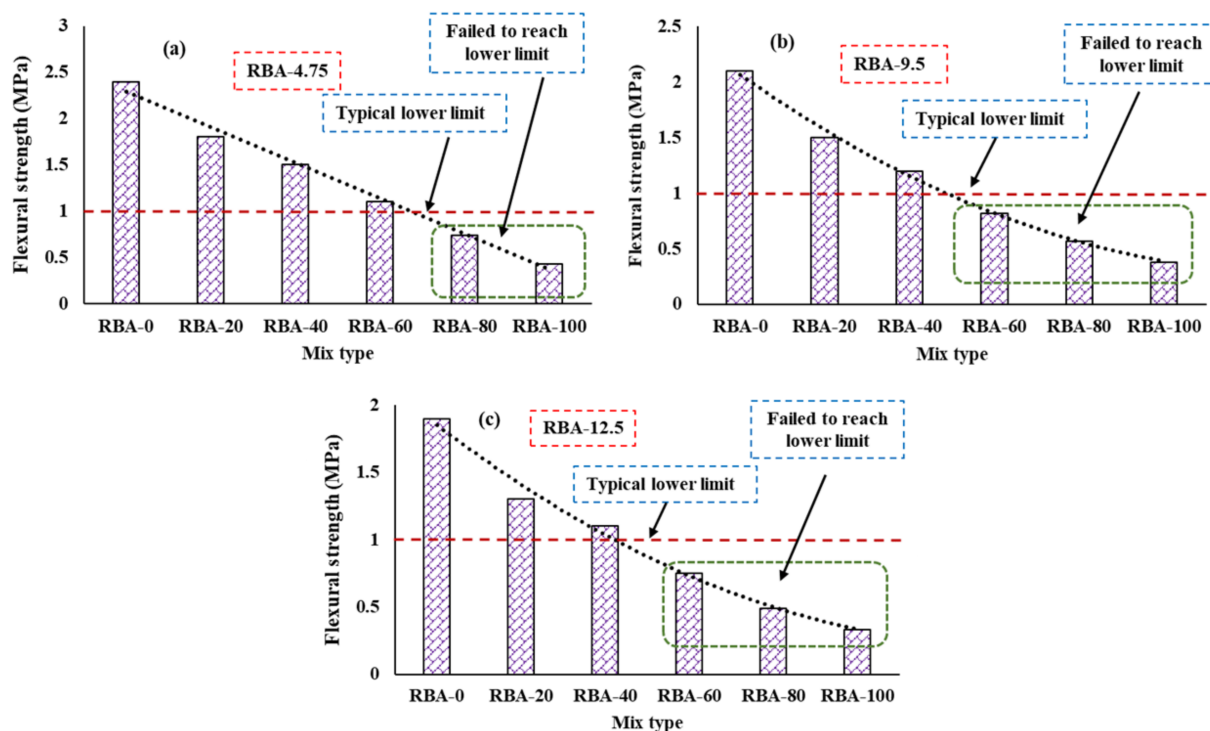 (a)
RBA-4.75
Failed to reach
lower limit
Typical lower limit
Flexural strength (MPa)
3
2.5
2
1.5
1
0.5
0
RBA-0 RBA-20 RBA-40 RBA-60 RBA-80 RBA-100
Mix type
(b)
RBA-9.5
Failed to reach
lower limit
Typical lower limit
Flexural strength (MPa)
2.5
2
1.5
1
0.5
0
RBA-0 RBA-20 RBA-40 RBA-60 RBA-80 RBA-100
Mix type
(c)
RBA-12.5
Failed to reach
lower limit
Typical lower limit
Flexural strength (MPa)
2
1.5
1
0.5
0
RBA-0 RBA-20 RBA-40 RBA-60 RBA-80 RBA-100
Mix type